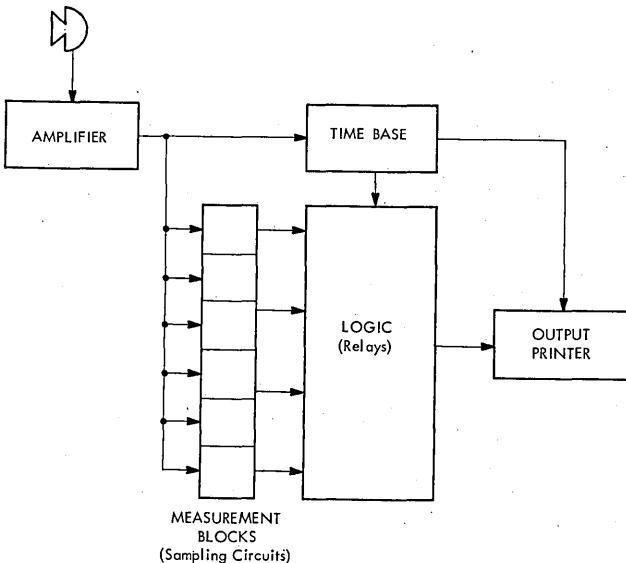 AMPLIFIER
TIME BASE
LOGIC
(Relays)
OUTPUT
PRINTER
MEASUREMENT
BLOCKS
(Sampling Circuits)